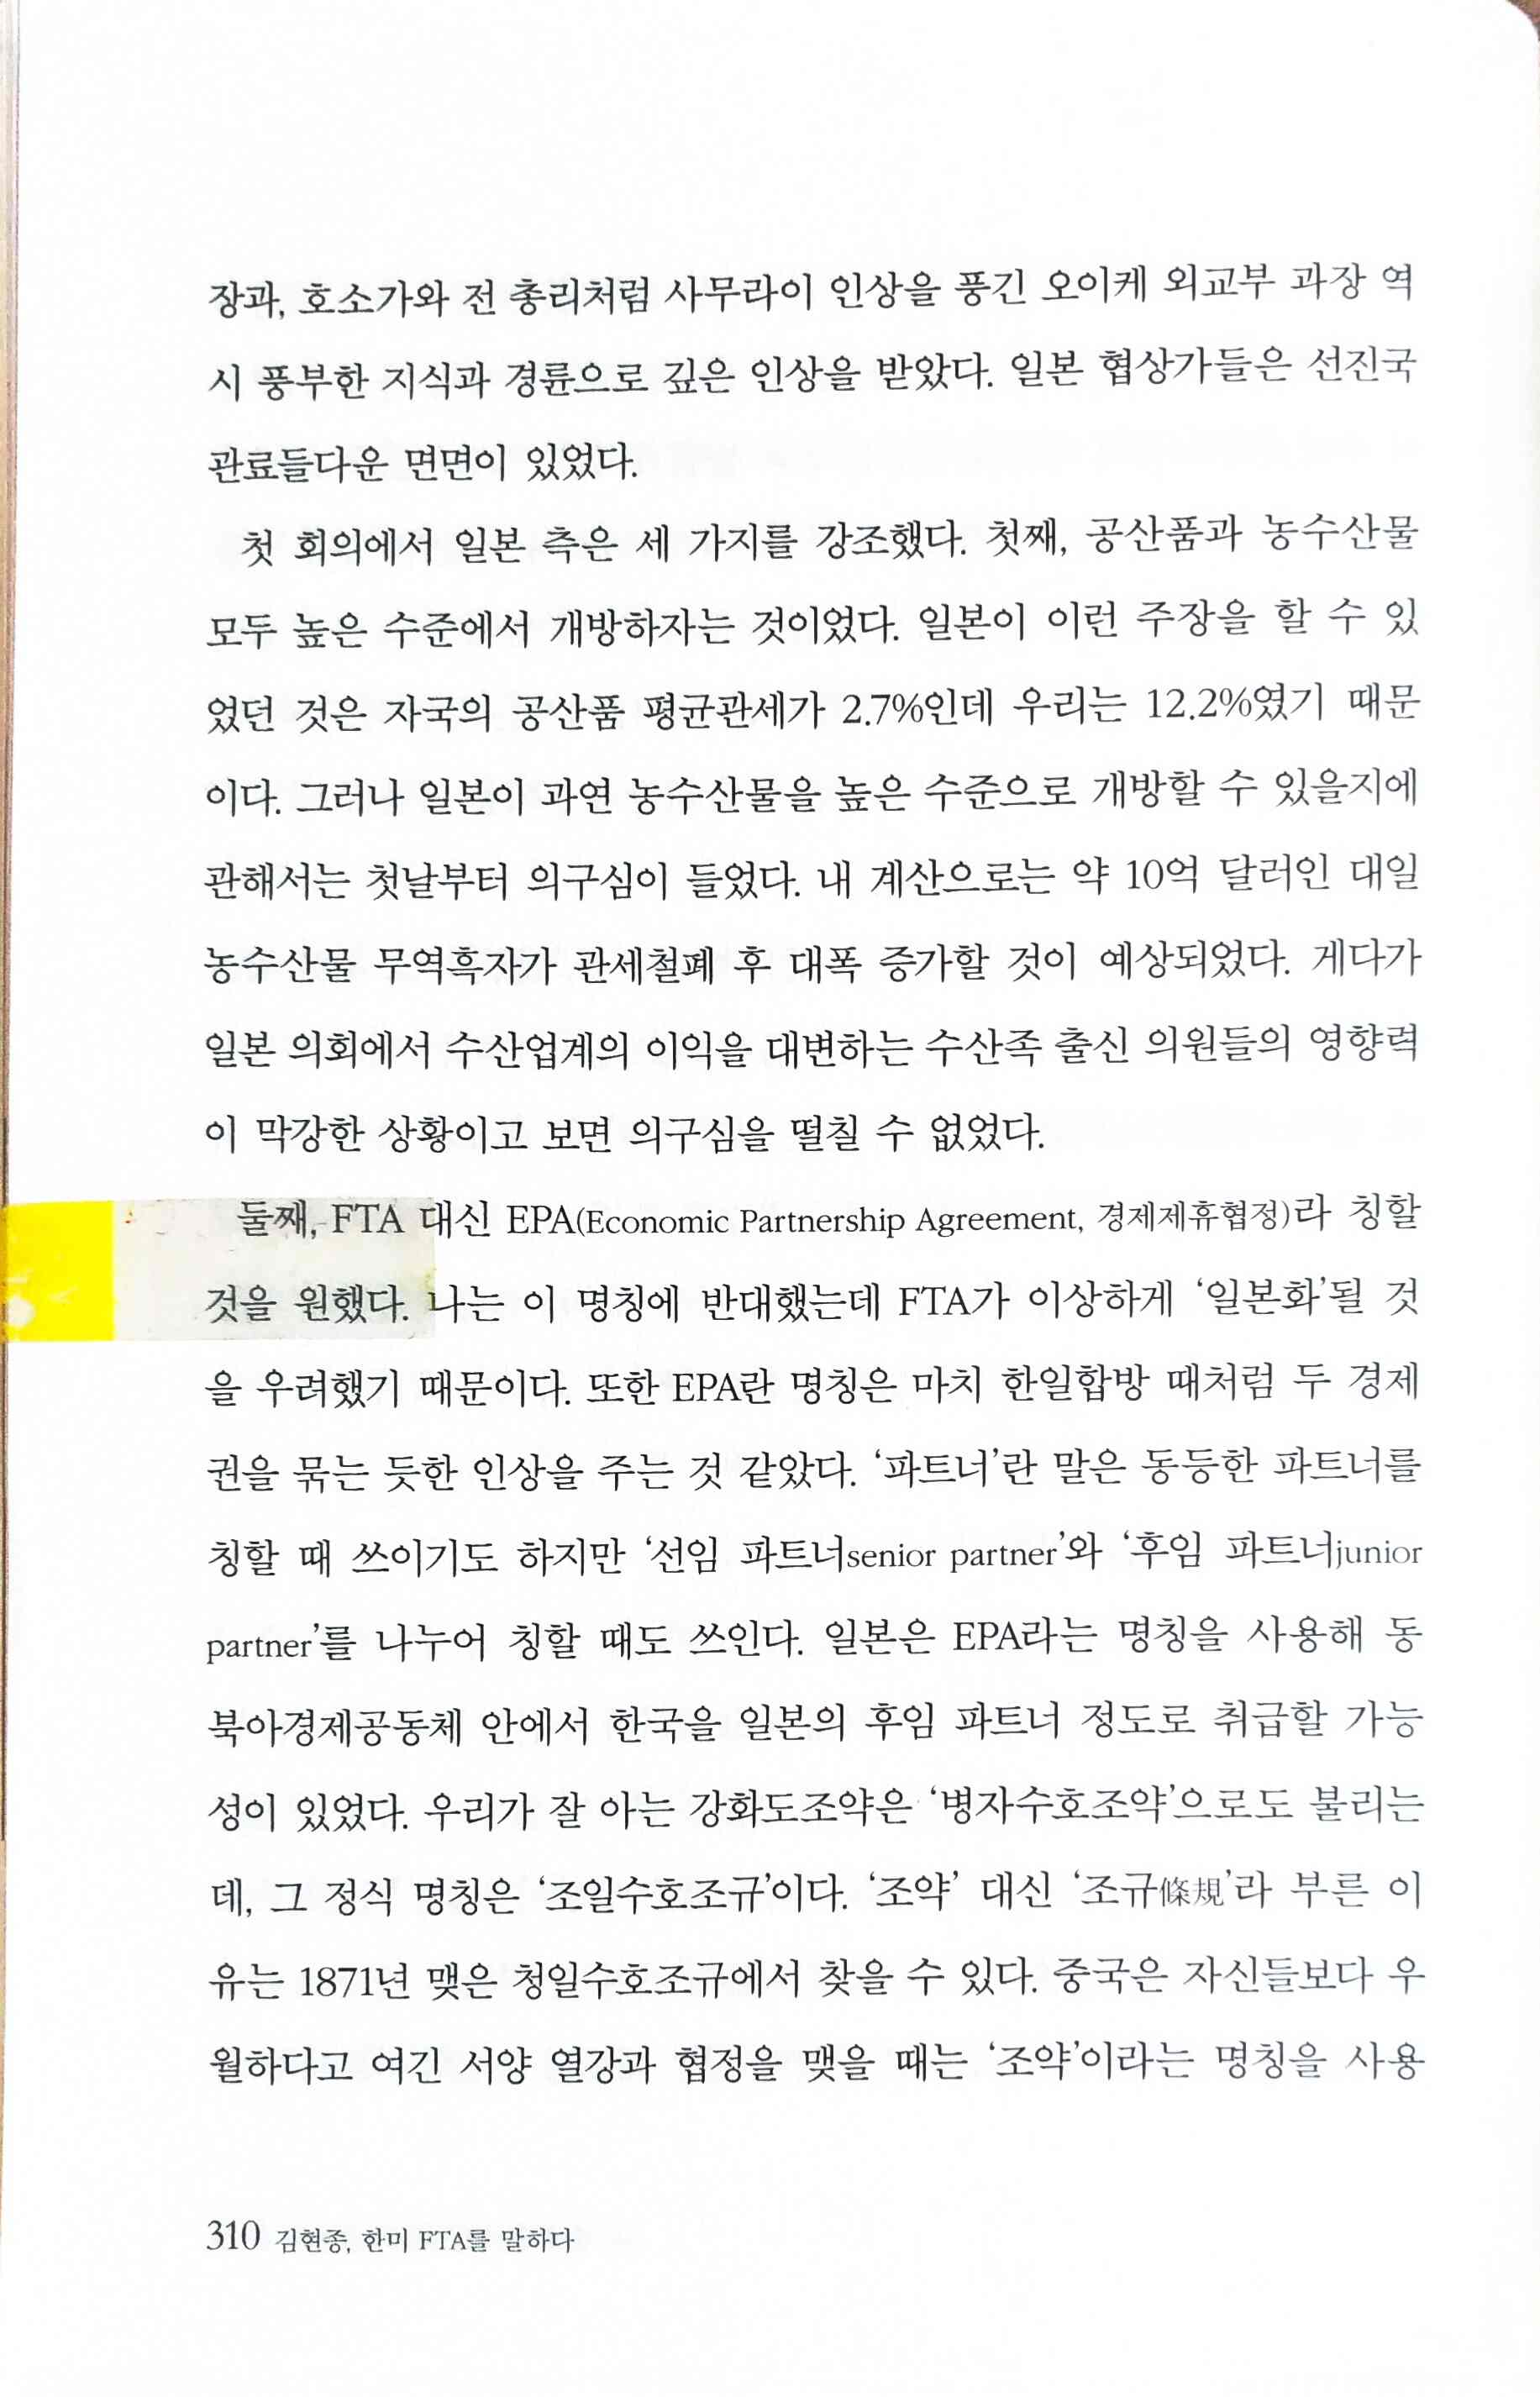 장과, 호소가와 전 총리처럼 사무라이 인상을 풍긴 오이케 외교부 과장 역
시 풍부한 지식과 경륜으로 깊은 인상을 받았다. 일본 협상가들은 선진국
관료들다운 면면이 있었다.
첫 회의에서 일본 측은 세 가지를 강조했다. 첫째, 공산품과 농수산물
모두 높은 수준에서 개방하자는 것이었다. 일본이 이런 주장을 할 수 있
었던 것은 자국의 공산품 평균관세가 2.7%인데 우리는 12.2%였기 때문
이다. 그러나 일본이 과연 농수산물을 높은 수준으로 개방할 수 있을지에
관해서는 첫날부터 의구심이 들었다. 내 계산으로는 약 10억 달러인 대일
농수산물 무역흑자가 관세철폐 후 대폭 증가할 것이 예상되었다. 게다가
일본 의회에서 수산업계의 이익을 대변하는 수산족 출신 의원들의 영향력
이 막강한 상황이고 보면 의구심을 떨칠 수 없었다.
둘째, FTA 대신 EPA(Economic Partnership Agreement, 경제제휴협정)라 칭할
것을 원했다. 나는 이 명칭에 반대했는데 FTA가 이상하게 ‘일본화’될 것
을 우려했기 때문이다. 또한 EPA란 명칭은 마치 한일합방 때처럼 두 경제
권을 묶는 듯한 인상을 주는 것 같았다. ‘파트너’란 말은 동등한 파트너를
칭할 때 쓰이기도 하지만 ‘선임 파트너senior partner’와 ‘후임 파트너junior
partner’를 나누어 칭할 때도 쓰인다. 일본은 EPA라는 명칭을 사용해 동
북아경제공동체 안에서 한국을 일본의 후임 파트너 정도로 취급할 가능
성이 있었다. 우리가 잘 아는 강화도조약은 ‘병자수호조약’으로도 불리는
데, 그 정식 명칭은 ‘조일수호조규’이다. ‘조약’ 대신 ‘조규條規’라 부른 이
유는 1871년 맺은 청일수호조규에서 찾을 수 있다. 중국은 자신들보다 우
월하다고 여긴 서양 열강과 협정을 맺을 때는 ‘조약’이라는 명칭을 사용
310 김현종, 한미 FTA를 말하다